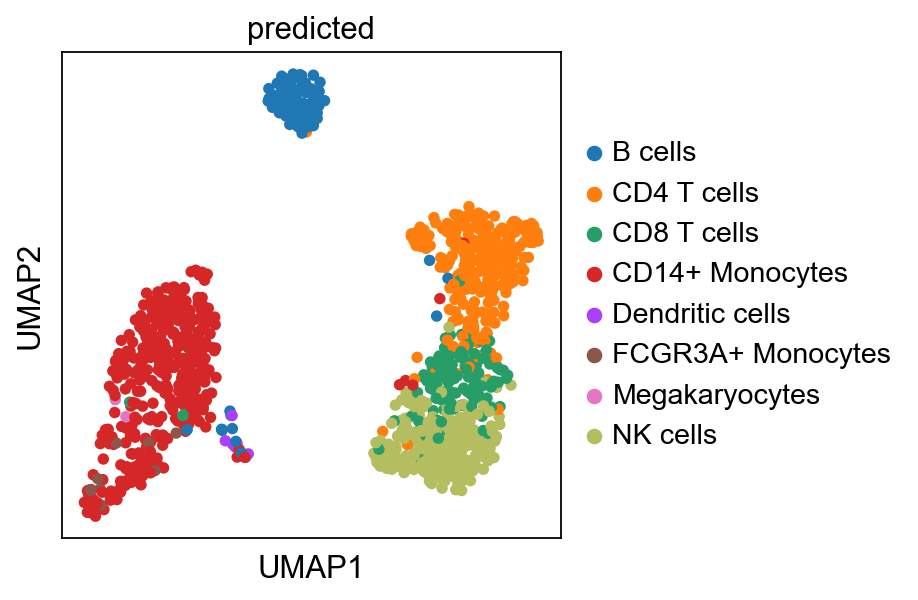 predicted
UMAP2
UMAP1
B cells
CD4 T cells
CD8 T cells
CD14+ Monocytes
Dendritic cells
FCGR3A+ Monocytes
Megakaryocytes
NK cells